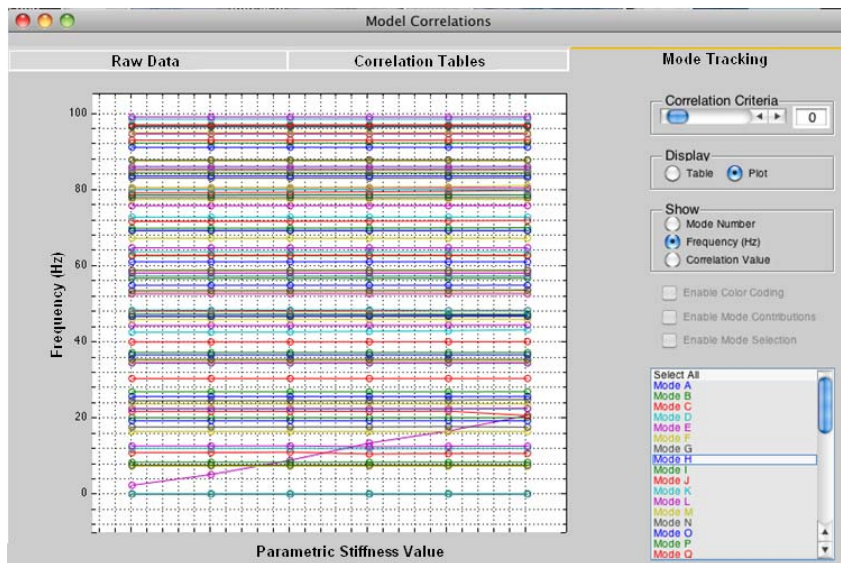 Model Correlations
Raw Data
Correlation Tables
Mode Tracking
100
80
60
40
20
0
Frequency (Hz)
Parametric Stiffness Value
Correlation Criteria
0
Display
Table
Plot
Show
Mode Number
Frequency (Hz)
Correlation Value
Enable Color Coding
Enable Mode Contributions
Enable Mode Selection
Select All
Mode A
Mode B
Mode C
Mode D
Mode E
Mode F
Mode G
Mode H
Mode I
Mode J
Mode K
Mode L
Mode M
Mode N
Mode O
Mode P
Mode Q